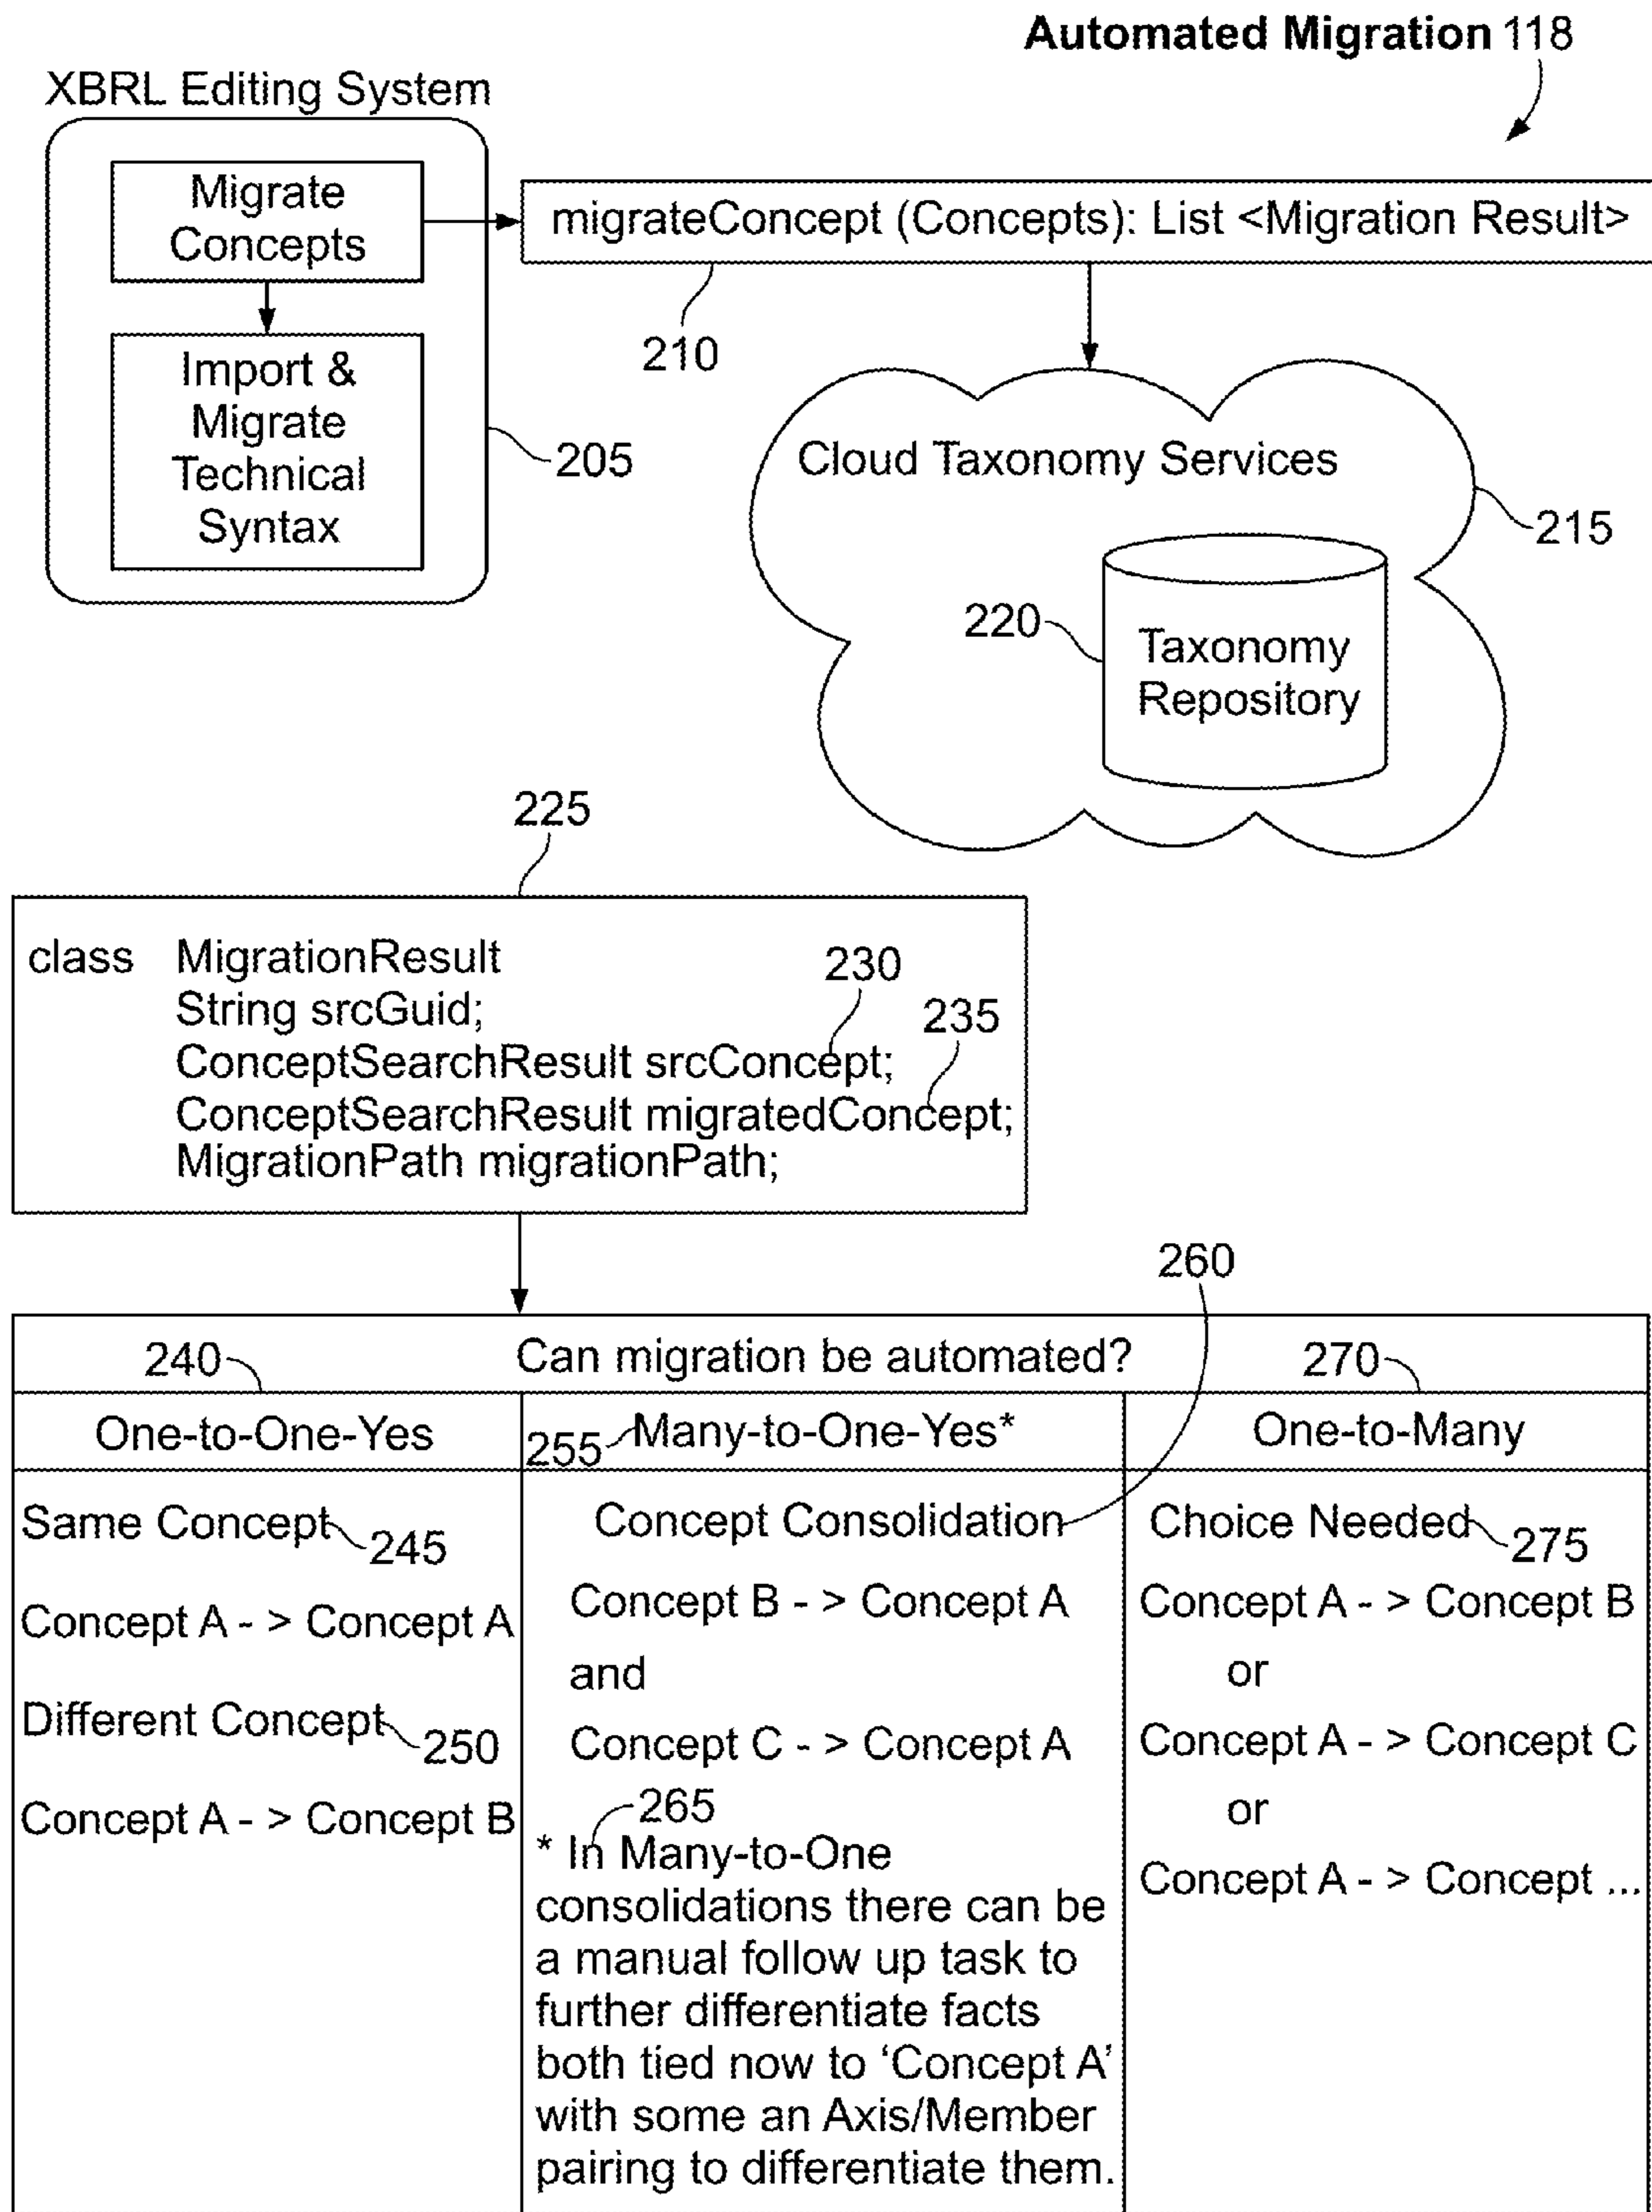 Automated Migration 118
XBRL Editing System
Migrate
Concepts
migrateConcept (Concepts): List <Migration Result>
210
Import &
Migrate
Technical
Syntax
205
Cloud Taxonomy Services
215
220
Taxonomy
Repository
225
class MigrationResult
230
String srcGuid;
235
ConceptSearchResult srcConcept;
ConceptSearchResult migratedConcept;
MigrationPath migrationPath;
260
240
Can migration be automated?
270
One-to-One-Yes
255
Many-to-One-Yes*
One-to-Many
Same Concept
245
Concept A - > Concept A
Different Concept
250
Concept A - > Concept B
Concept Consolidation
Concept B - > Concept A
and
Concept C - > Concept A
265
* In Many-to-One
consolidations there can be
a manual follow up task to
further differentiate facts
both tied now to ‘Concept A’
with some an Axis/Member
pairing to differentiate them.
Choice Needed
275
Concept A - > Concept B
or
Concept A - > Concept C
or
Concept A - > Concept ...